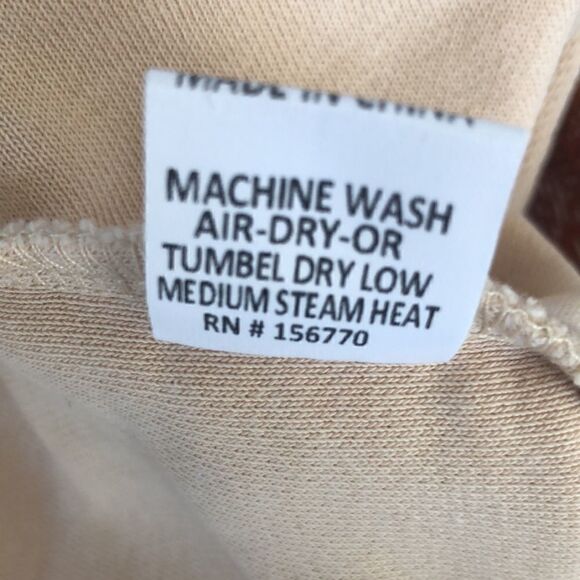 MADE IN CHINA
MACHINE WASH
AIR-DRY-OR
TUMBEL DRY LOW
MEDIUM STEAM HEAT
RN # 156770